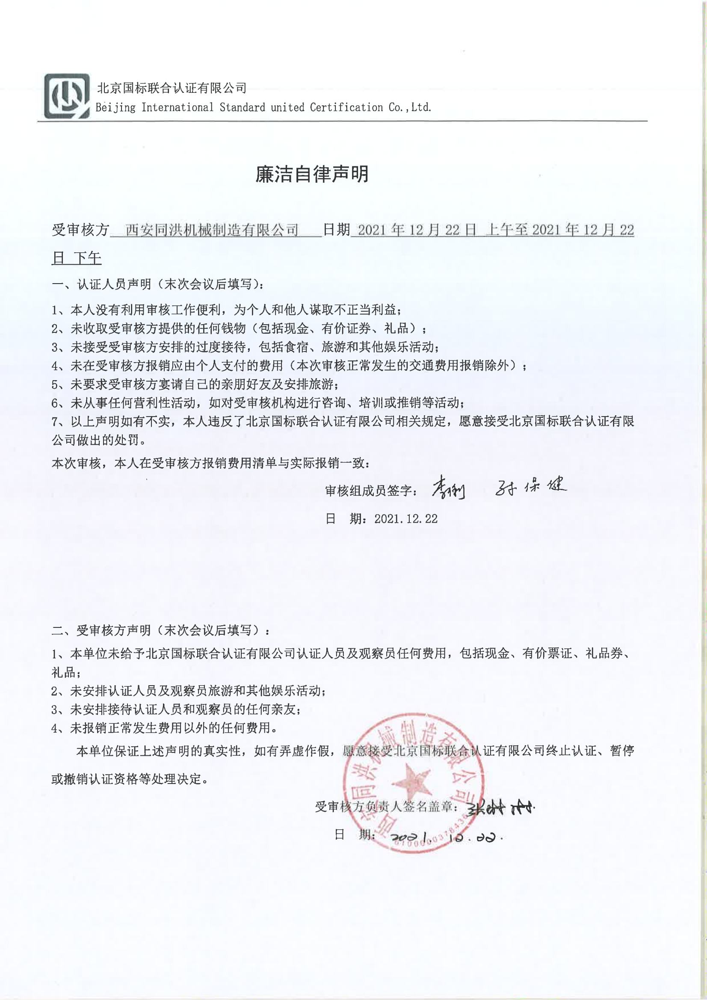 北京国标联合认证有限公司
Beijing International Standard united Certification Co.,Ltd.
廉洁自律声明
受审核方 西安同洪机械制造有限公司 日期 2021 年 12 月 22 日 上午至 2021 年 12 月 22
日 下午
一、认证人员声明（末次会议后填写）：
1、本人没有利用审核工作便利，为个人和他人谋取不正当利益；
2、未收取受审核方提供的任何钱物（包括现金、有价证券、礼品）；
3、未接受受审核方安排的过度接待，包括食宿、旅游和其他娱乐活动；
4、未在受审核方报销应由个人支付的费用（本次审核正常发生的交通费用报销除外）；
5、未要求受审核方宴请自己的亲朋好友及安排旅游；
6、未从事任何营利性活动，如对受审核机构进行咨询、培训或推销等活动；
7、以上声明如有不实，本人违反了北京国标联合认证有限公司相关规定，愿意接受北京国标联合认证有限
公司做出的处罚。
本次审核，本人在受审核方报销费用清单与实际报销一致：
审核组成员签字： 李俐 孙保健
日 期：2021.12.22
二、受审核方声明（末次会议后填写）：
1、本单位未给予北京国标联合认证有限公司认证人员及观察员任何费用，包括现金、有价票证、礼品券、
礼品；
2、未安排认证人员及观察员旅游和其他娱乐活动；
3、未安排接待认证人员和观察员的任何亲友；
4、未报销正常发生费用以外的任何费用。
本单位保证上述声明的真实性，如有弄虚作假，愿意接受北京国标联合认证有限公司终止认证、暂停
或撤销认证资格等处理决定。
受审核方负责人签名盖章：
日 期： 2021. 12. 22.
西安同洪机械制造有限公司